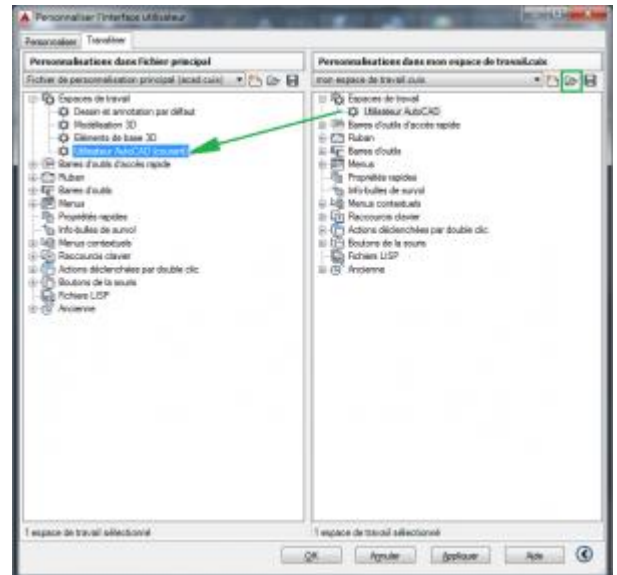 Personnaliser l'interface utilisateur
Personnaliser Transférer
Personnalisations dans Fichier principal
Fichier de personnalisation principal (acad.cuix)
Espaces de travail
Dessin et annotation par défaut
Modélisation 3D
Eléments de base 3D
Utilisateur AutoCAD (courant)
Barres d'outils d'accès rapide
Ruban
Barres d'outils
Menus
Propriétés rapides
Info-bulles de survol
Menus contextuels
Raccourcis clavier
Actions déclenchées par double clic
Boutons de la souris
Fichiers LISP
Ancienne
1 espace de travail sélectionné
Personnalisations dans mon espace de travail.cuix
mon espace de travail.cuix
Espaces de travail
Utilisateur AutoCAD
Barres d'outils d'accès rapide
Ruban
Barres d'outils
Menus
Propriétés rapides
Info-bulles de survol
Menus contextuels
Raccourcis clavier
Actions déclenchées par double clic
Boutons de la souris
Fichiers LISP
Ancienne
1 espace de travail sélectionné
OK Annuler Appliquer Aide